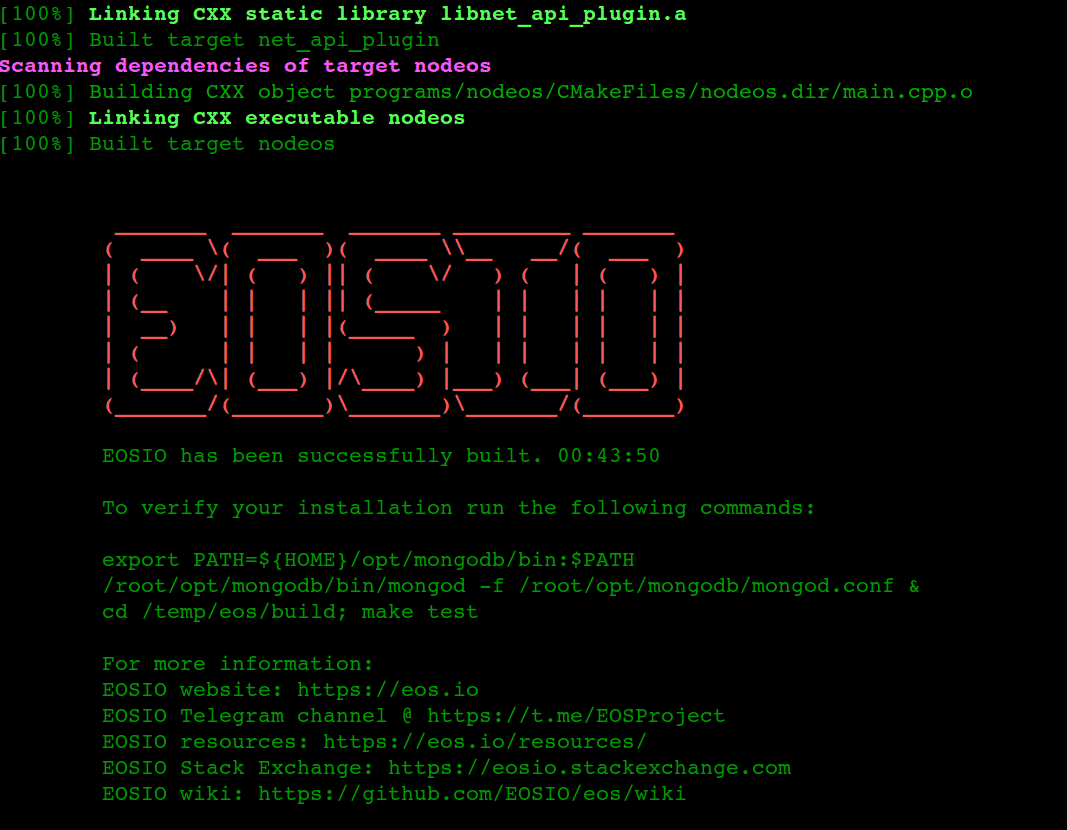 [100%] Linking CXX static library libnet_api_plugin.a
[100%] Built target net_api_plugin
Scanning dependencies of target nodeos
[100%] Building CXX object programs/nodeos/CMakeFiles/nodeos.dir/main.cpp.o
[100%] Linking CXX executable nodeos
[100%] Built target nodeos
EOSIO
EOSIO has been successfully built. 00:43:50
To verify your installation run the following commands:
export PATH=${HOME}/opt/mongodb/bin:$PATH
/root/opt/mongodb/bin/mongod -f /root/opt/mongodb/mongod.conf &
cd /temp/eos/build; make test
For more information:
EOSIO website: https://eos.io
EOSIO Telegram channel @ https://t.me/EOSProject
EOSIO resources: https://eos.io/resources/
EOSIO Stack Exchange: https://eosio.stackexchange.com
EOSIO wiki: https://github.com/EOSIO/eos/wiki